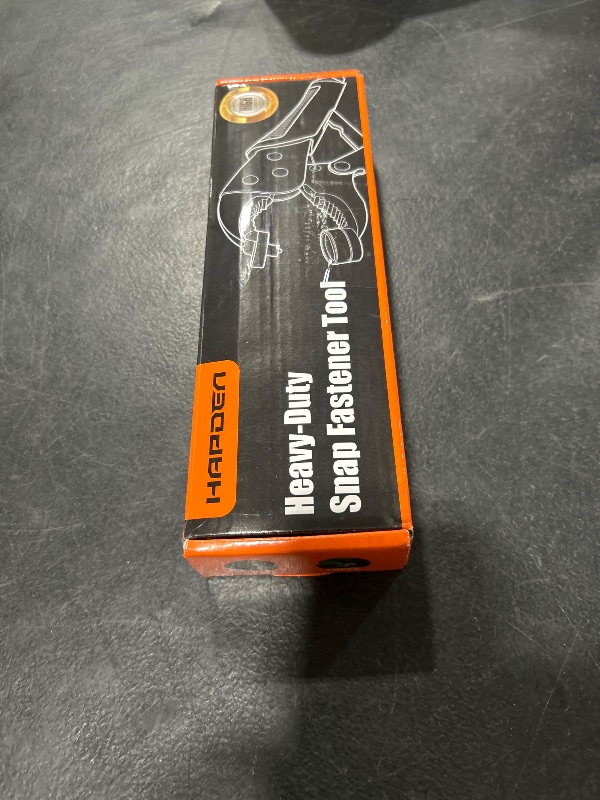 HAPDEN
Heavy-Duty
Snap Fastener Tool